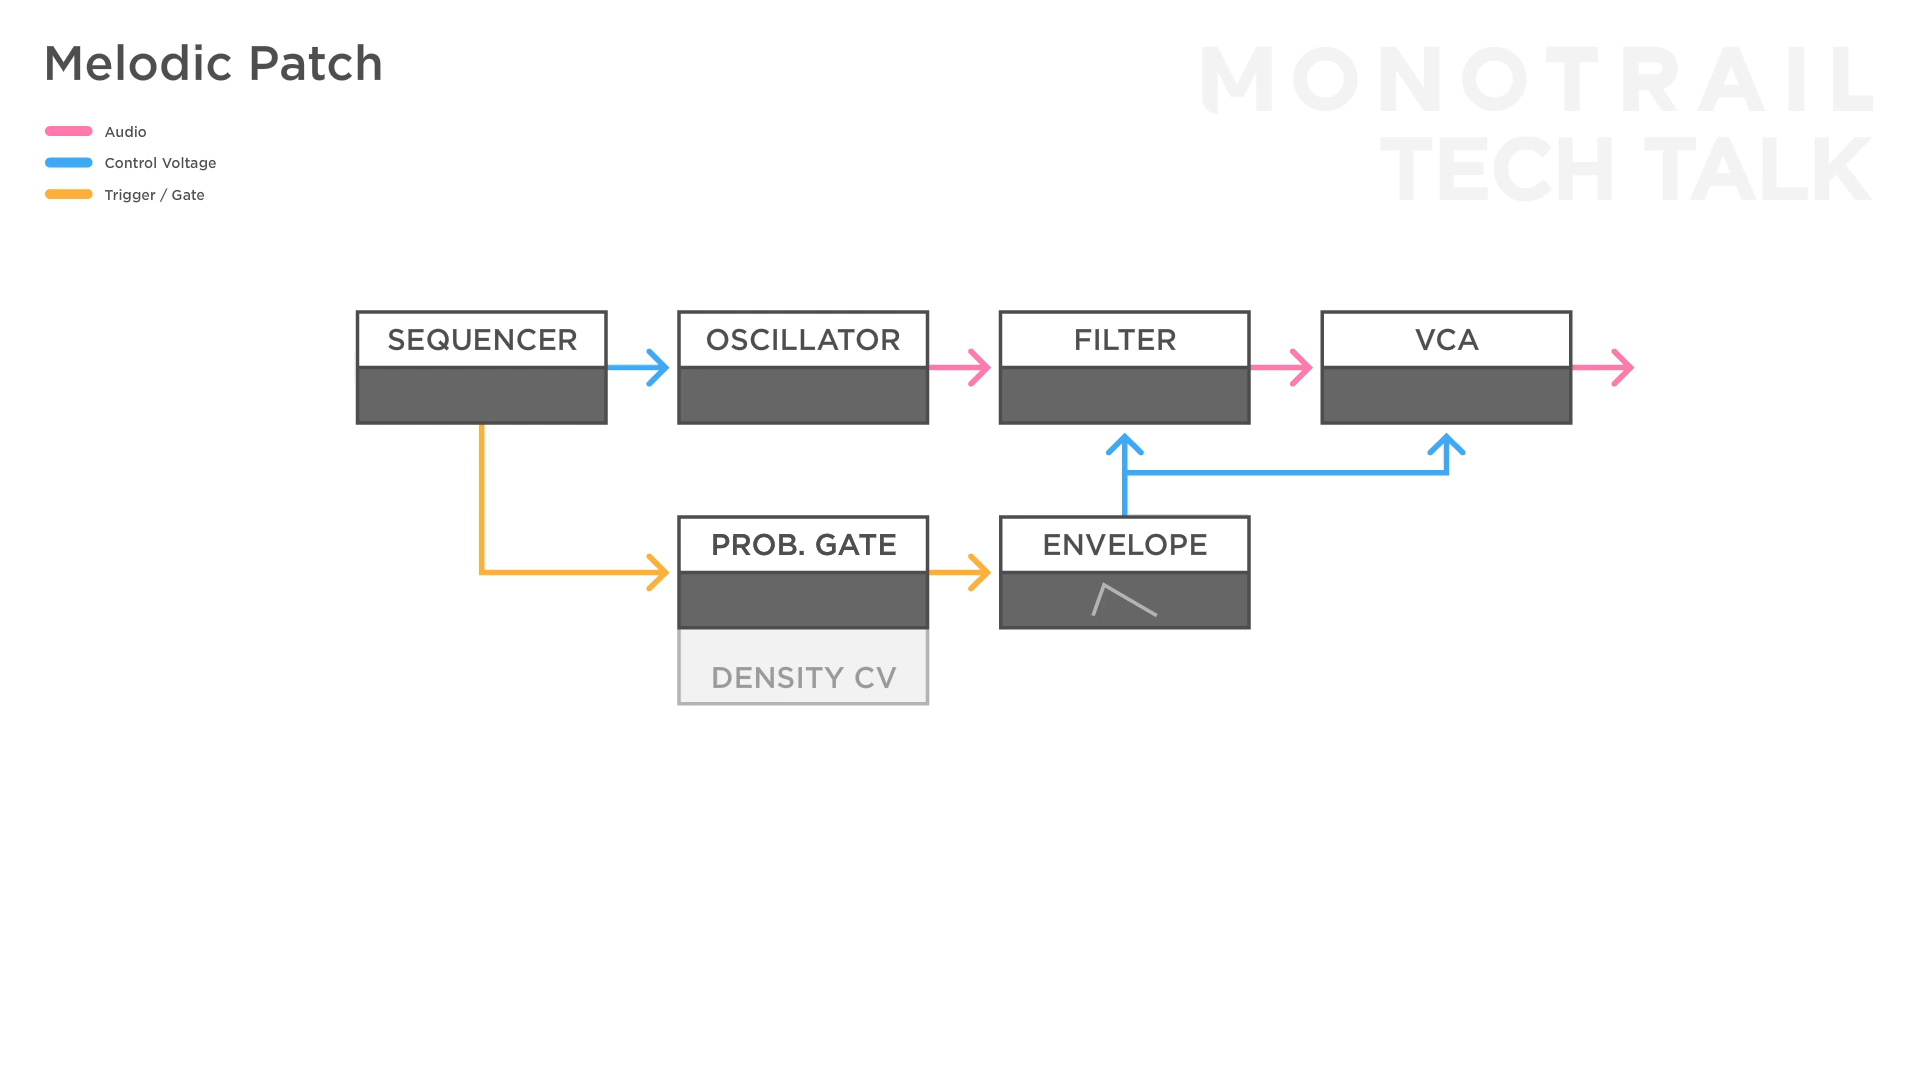 Melodic Patch
MONOTRAIL
TECH TALK
Audio
Control Voltage
Trigger / Gate
SEQUENCER
OSCILLATOR
FILTER
VCA
PROB. GATE
ENVELOPE
DENSITY CV